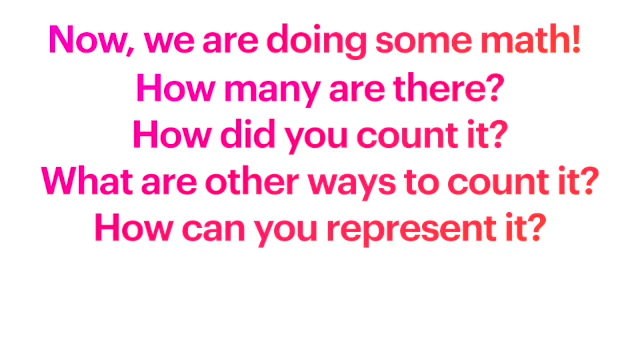 Now, we are doing some math!
How many are there?
How did you count it?
What are other ways to count it?
How can you represent it?